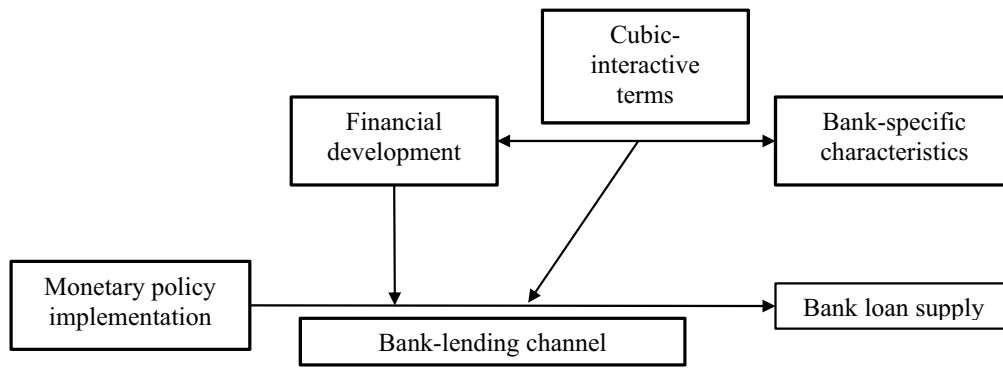 Cubic-
interactive
terms
Financial
development
Bank-specific
characteristics
Monetary policy
implementation
Bank loan supply
Bank-lending channel